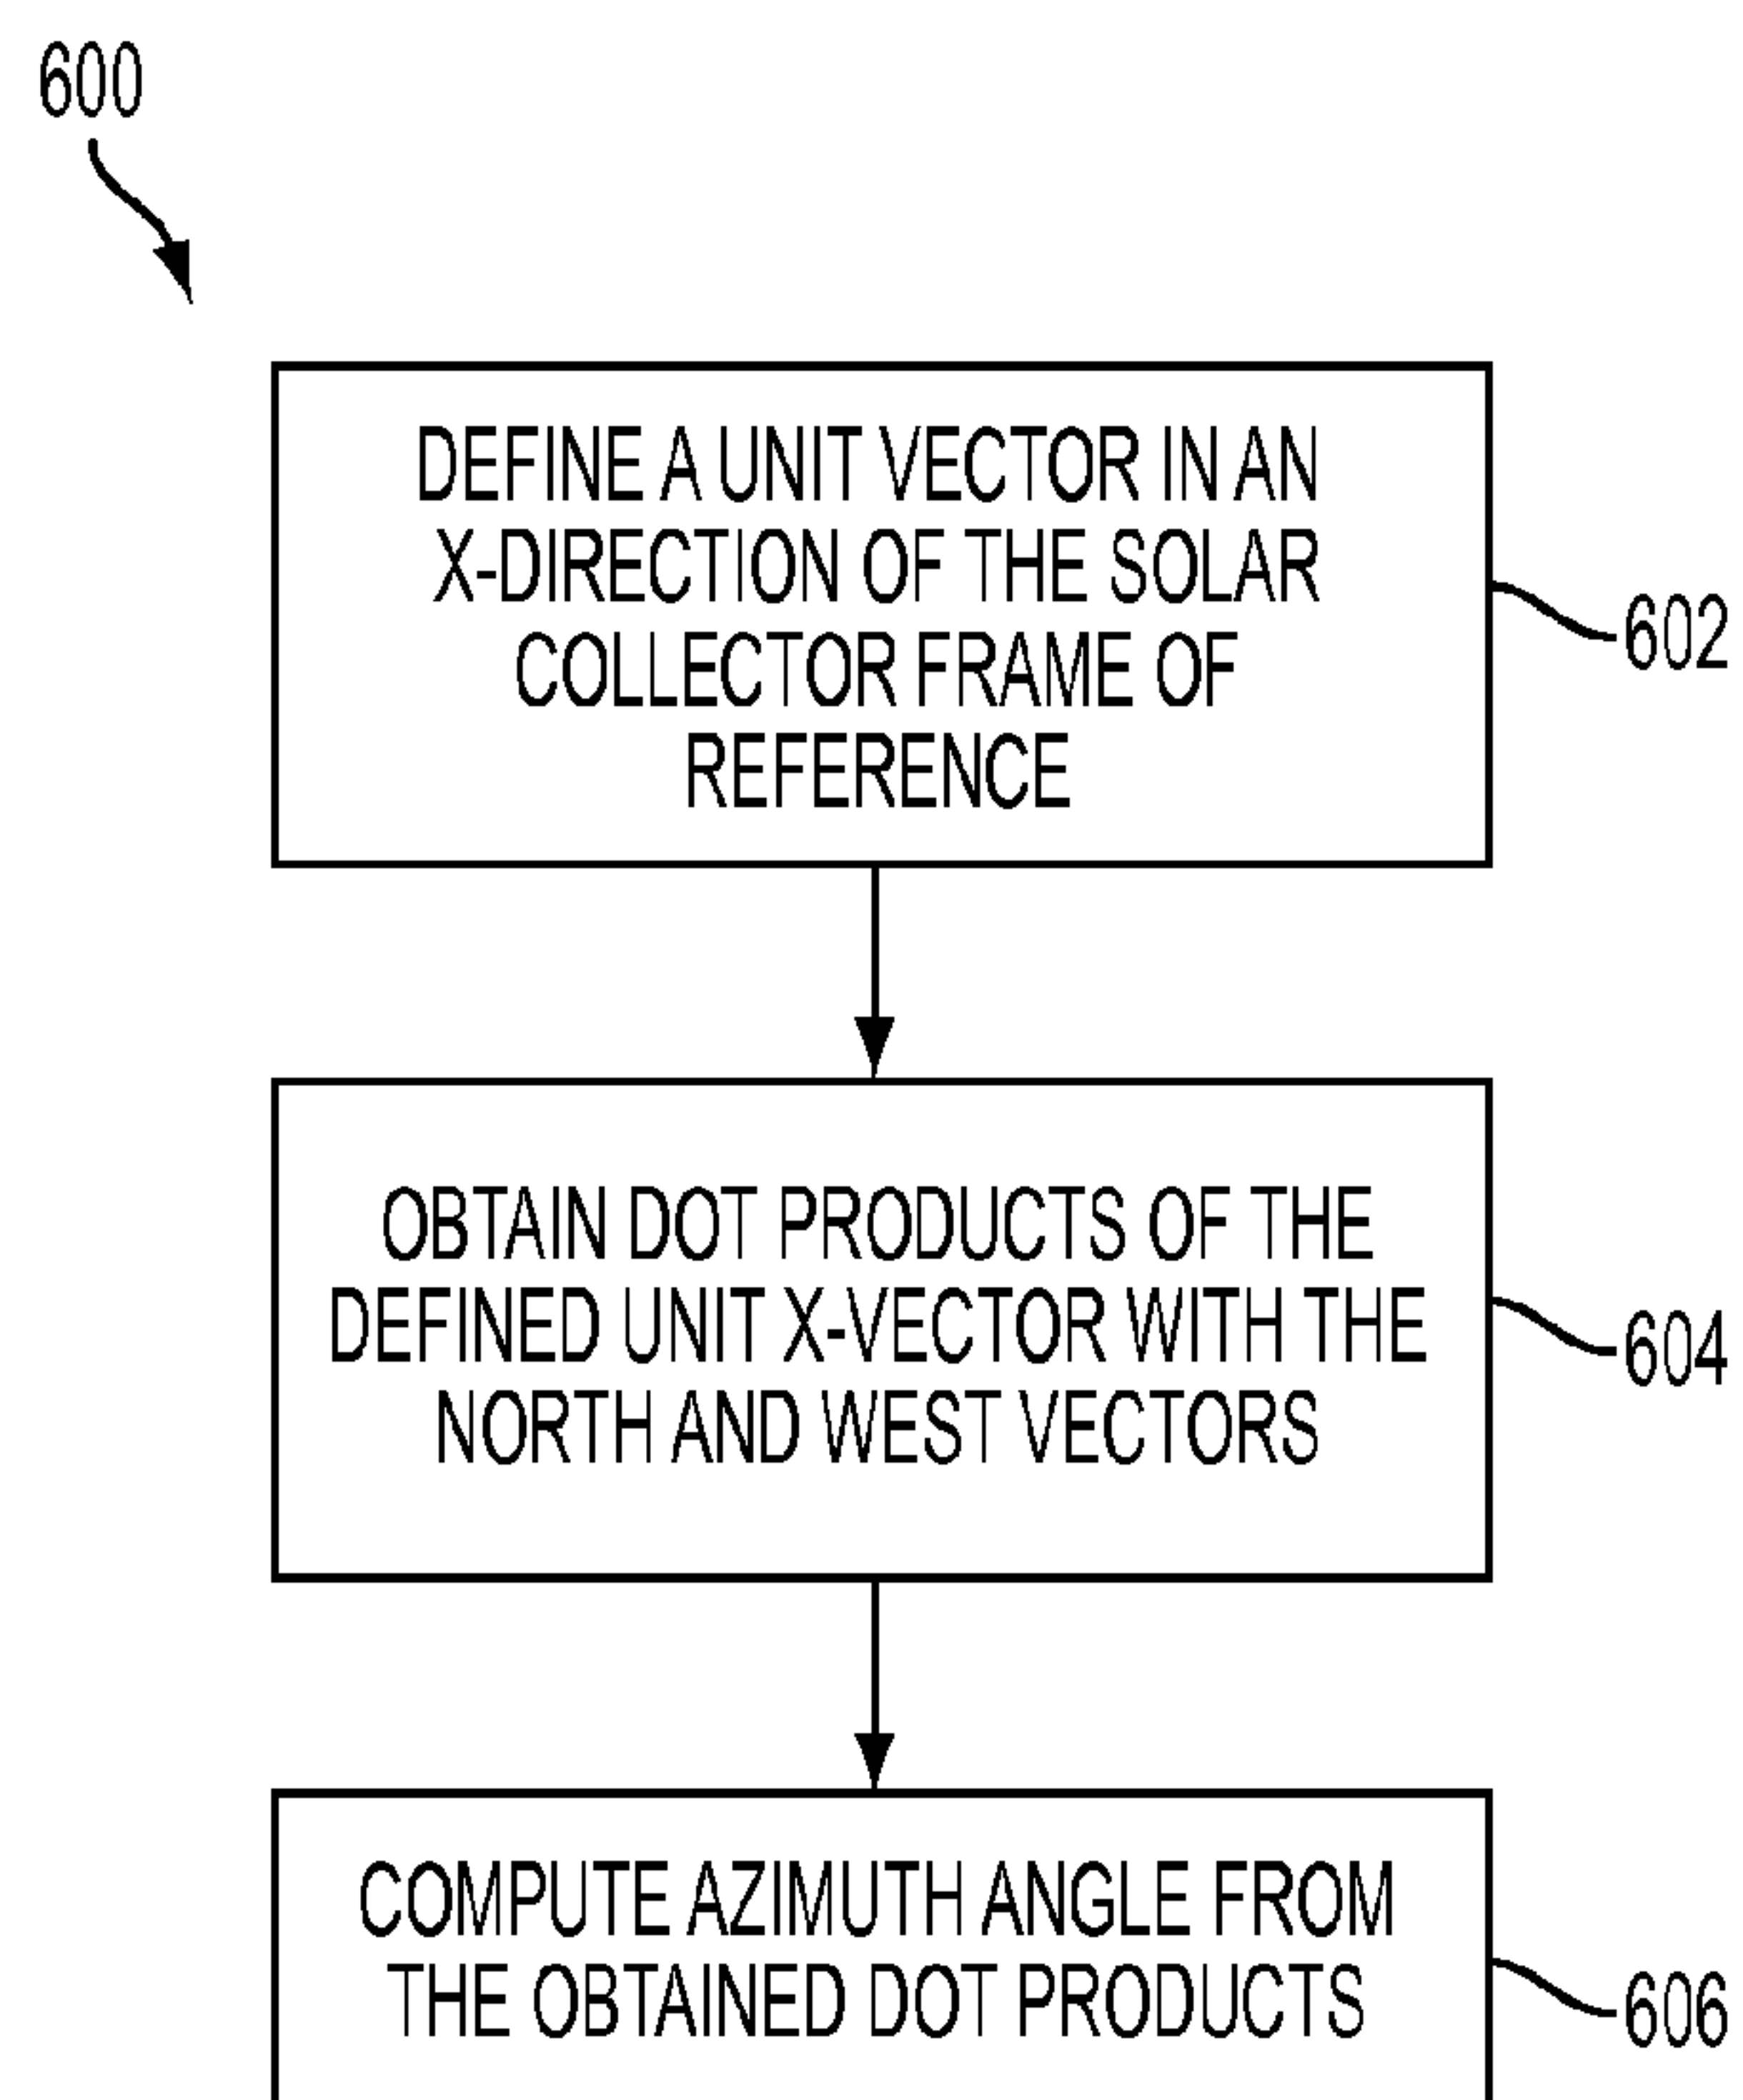 600
DEFINE A UNIT VECTOR IN AN
X-DIRECTION OF THE SOLAR
COLLECTOR FRAME OF
REFERENCE
602
OBTAIN DOT PRODUCTS OF THE
DEFINED UNIT X-VECTOR WITH THE
NORTH AND WEST VECTORS
604
COMPUTE AZIMUTH ANGLE FROM
THE OBTAINED DOT PRODUCTS
606